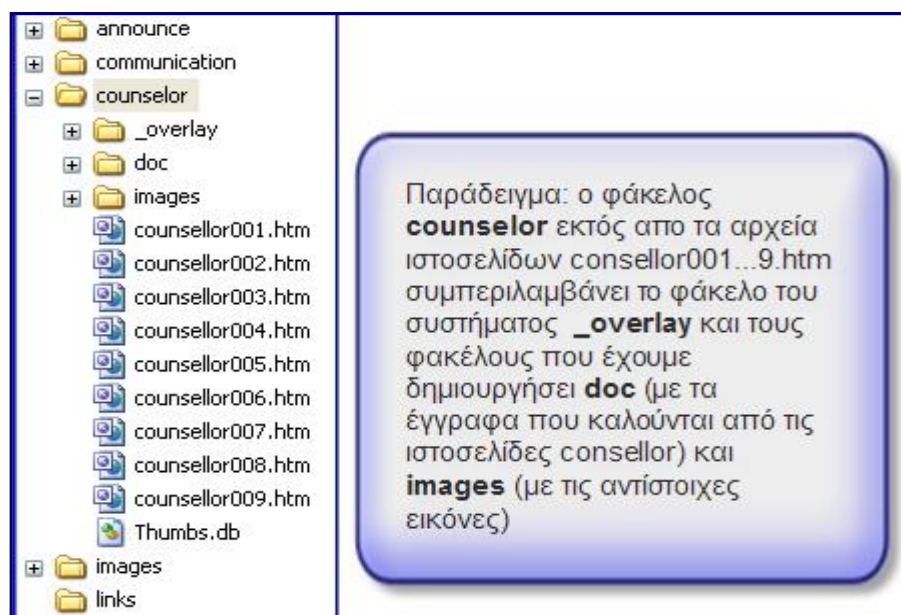 announce
communication
counselor
_overlay
doc
images
counsellor001.htm
counsellor002.htm
counsellor003.htm
counsellor004.htm
counsellor005.htm
counsellor006.htm
counsellor007.htm
counsellor008.htm
counsellor009.htm
Thumbs.db
images
links
Παράδειγμα: ο φάκελος
counselor εκτός απο τα αρχεία
ιστοσελίδων consellor001...9.htm
συμπεριλαμβάνει το φάκελο του
συστήματος _overlay και τους
φακέλους που έχουμε
δημιουργήσει doc (με τα
έγγραφα που καλούνται από τις
ιστοσελίδες consellor) και
images (με τις αντίστοιχες
εικόνες)